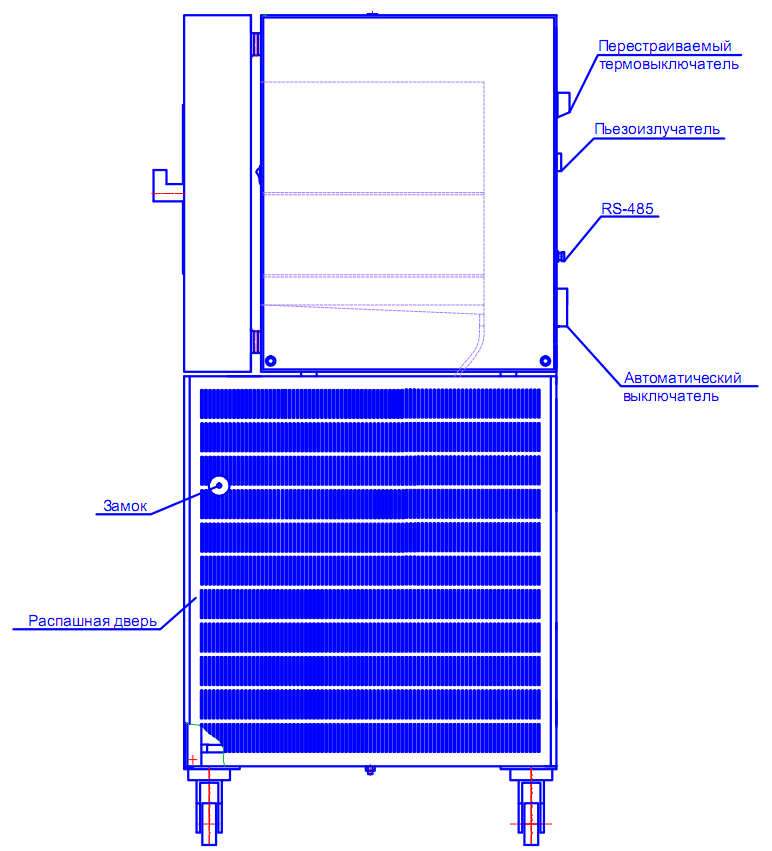 Перестраиваемый
термовыключатель
Пьезоизлучатель
RS-485
Автоматический
выключатель
Замок
Распашная дверь